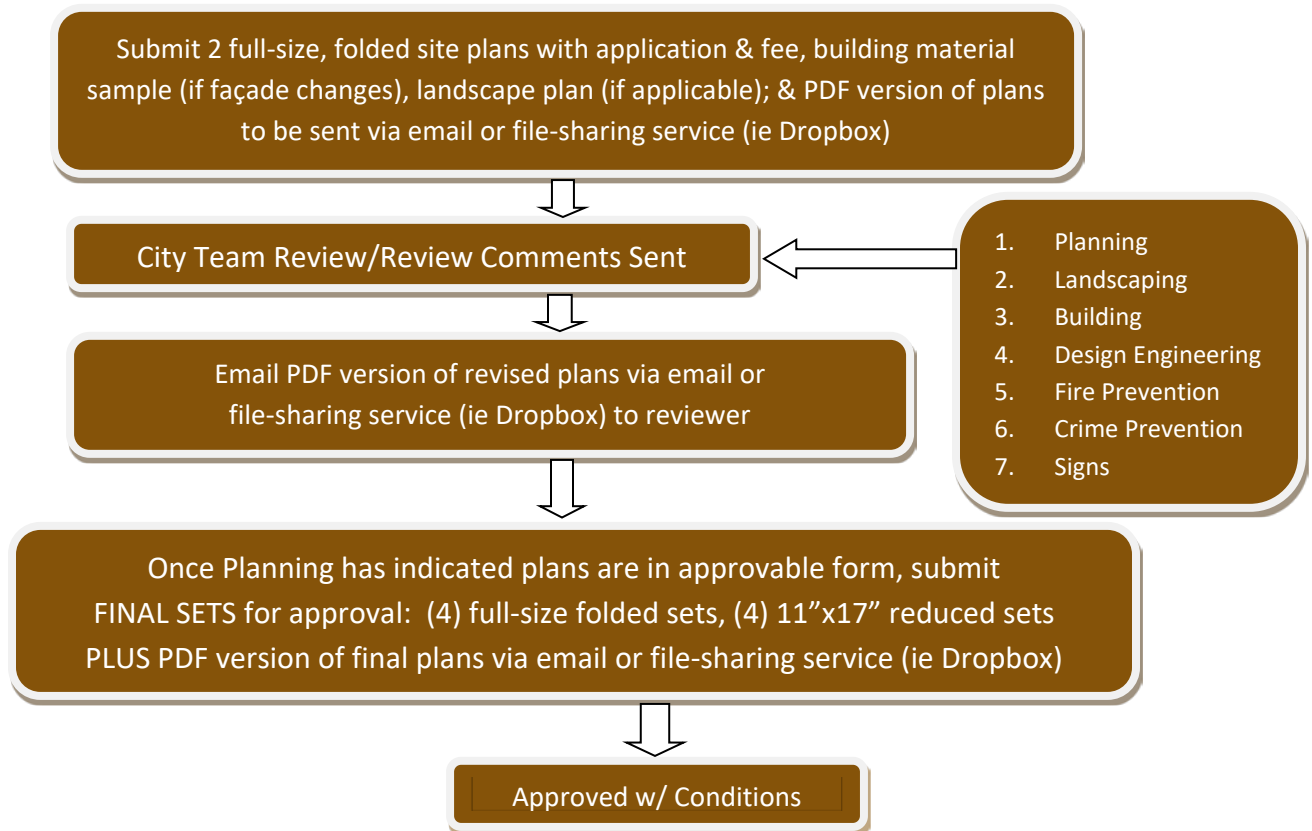 Submit 2 full-size, folded site plans with application & fee, building material
sample (if façade changes), landscape plan (if applicable); & PDF version of plans
to be sent via email or file-sharing service (ie Dropbox)
City Team Review/Review Comments Sent
1. Planning
2. Landscaping
3. Building
4. Design Engineering
5. Fire Prevention
6. Crime Prevention
7. Signs
Email PDF version of revised plans via email or
file-sharing service (ie Dropbox) to reviewer
Once Planning has indicated plans are in approvable form, submit
FINAL SETS for approval: (4) full-size folded sets, (4) 11”x17” reduced sets
PLUS PDF version of final plans via email or file-sharing service (ie Dropbox)
Approved w/ Conditions